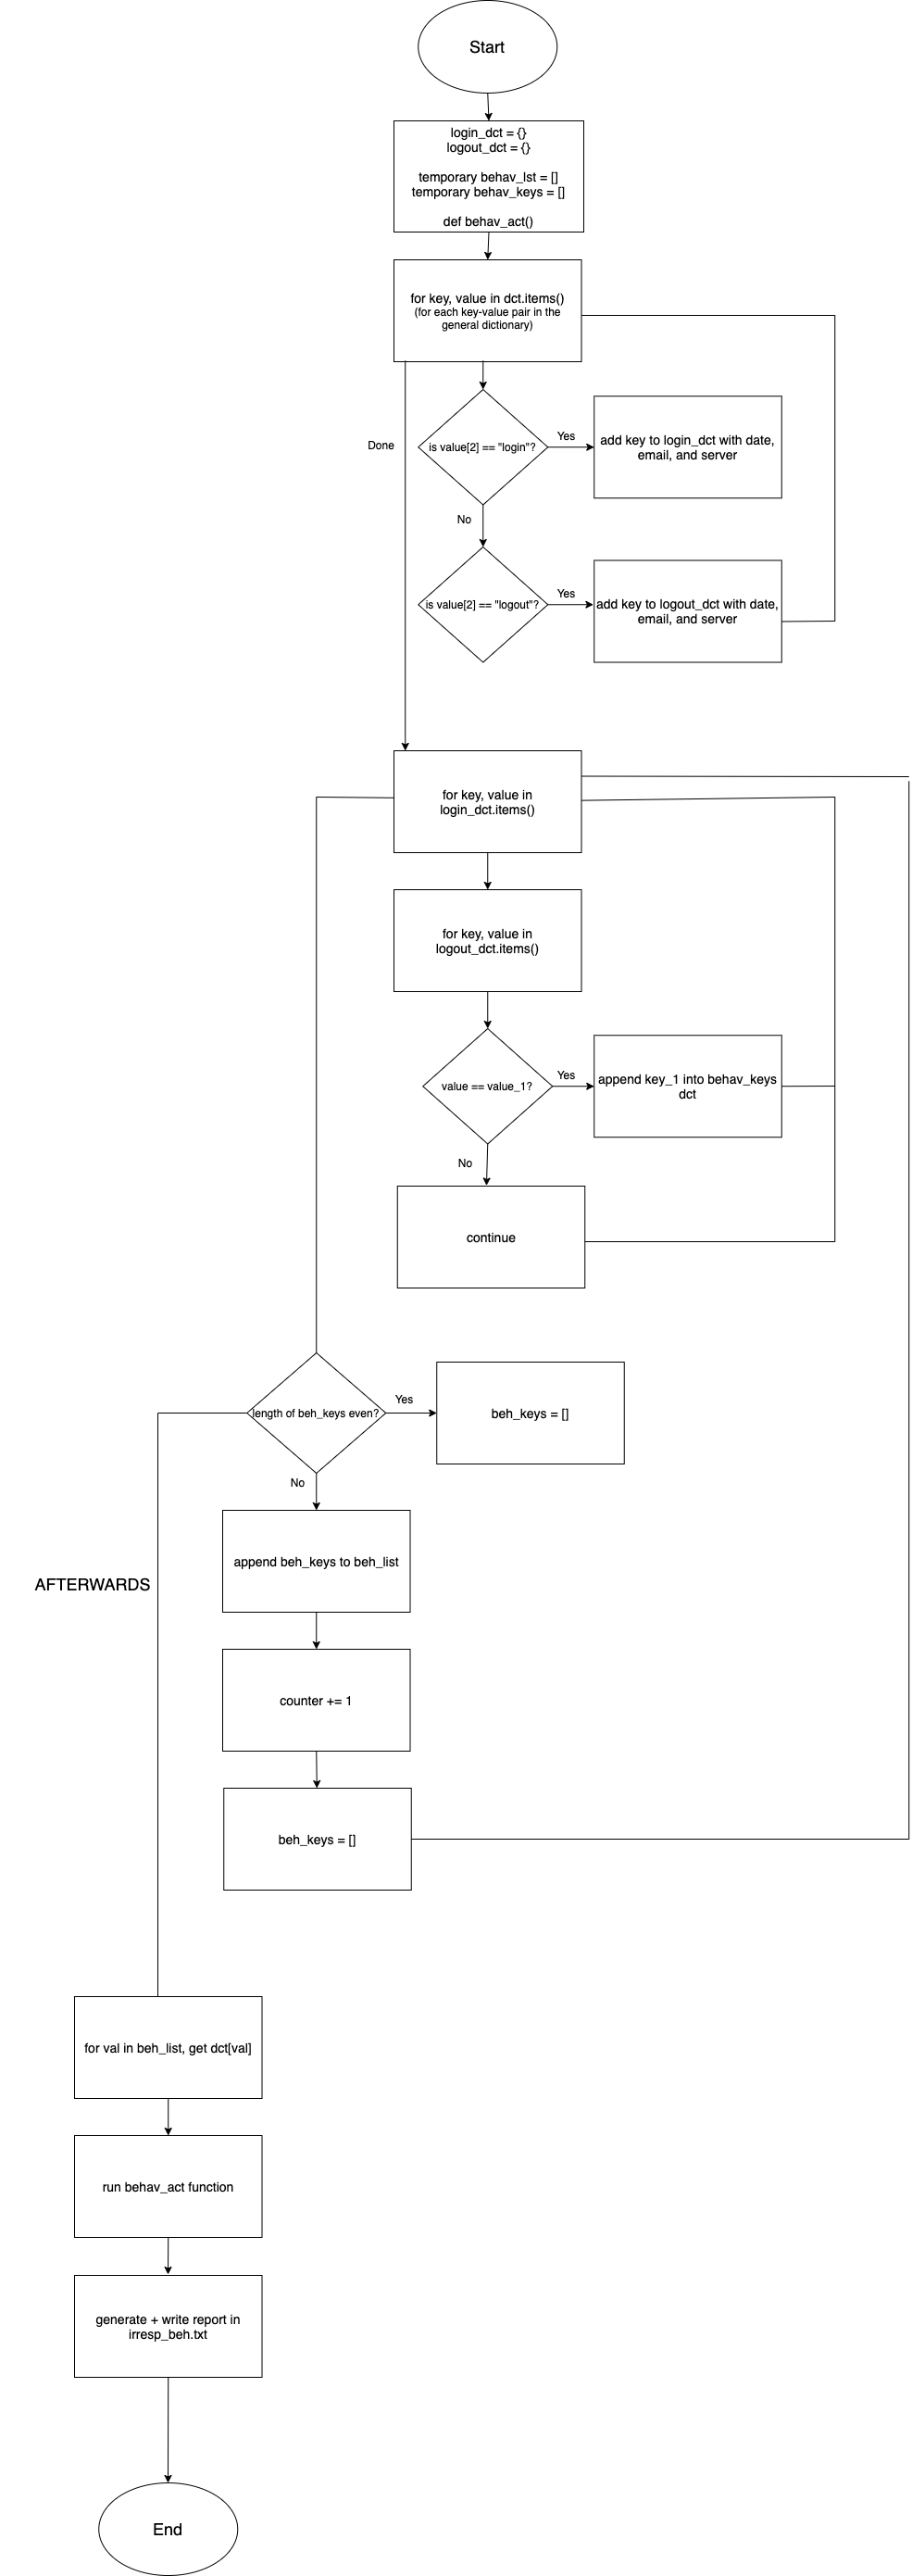 Start
login_dct = {}
logout_dct = {}
temporary behav_lst = []
temporary behav_keys = []
def behav_act()
for key, value in dct.items()
(for each key-value pair in the
general dictionary)
Done
is value[2] == "login"?
Yes
add key to login_dct with date,
email, and server
No
is value[2] == "logout"?
Yes
add key to logout_dct with date,
email, and server
for key, value in
login_dct.items()
for key, value in
logout_dct.items()
value == value_1?
Yes
append key_1 into behav_keys
dct
No
continue
length of beh_keys even?
Yes
beh_keys = []
No
append beh_keys to beh_list
AFTERWARDS
counter += 1
beh_keys = []
for val in beh_list, get dct[val]
run behav_act function
generate + write report in
irresp_beh.txt
End